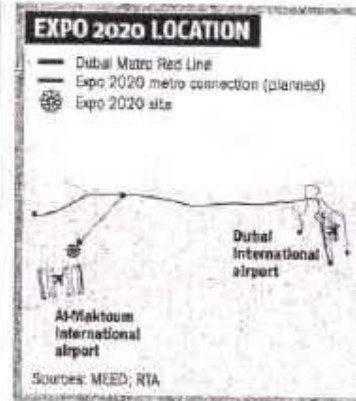 EXPO 2020 LOCATION
Dubai Metro Red Line
Expo 2020 metro connection (planned)
Expo 2020 site
Dubai
International
airport
Al-Maktoum
International
airport
Sources: MEED; RTA